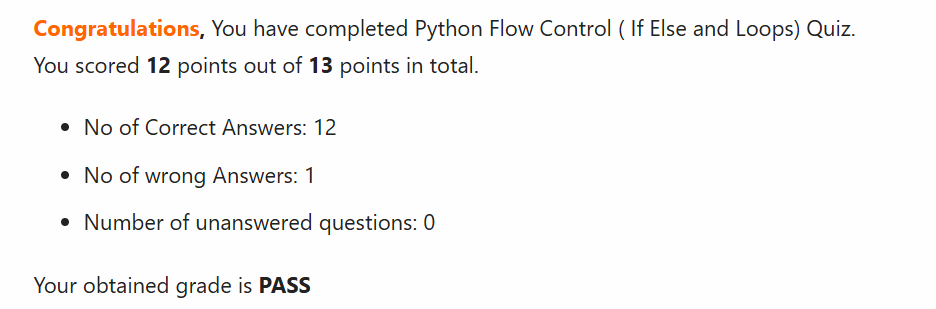 Congratulations, You have completed Python Flow Control ( If Else and Loops) Quiz.
You scored 12 points out of 13 points in total.
• No of Correct Answers: 12
• No of wrong Answers: 1
• Number of unanswered questions: 0
Your obtained grade is PASS